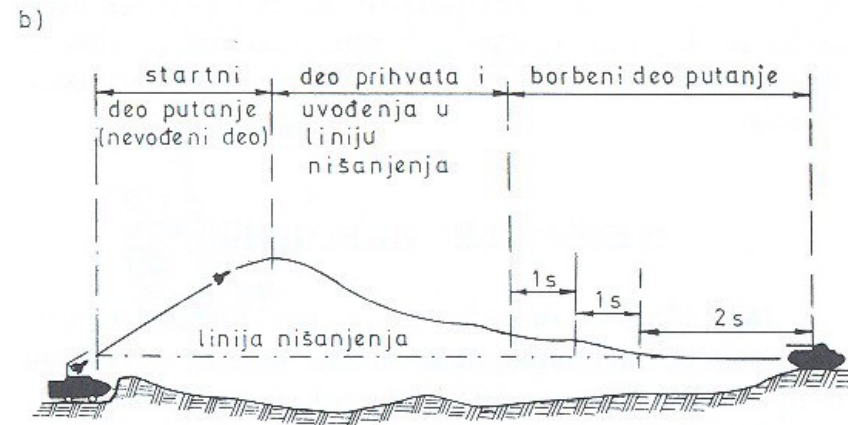 b)
startni
deo putanje
(nevođeni deo)
deo prihvata i
uvođenja u
liniju
nišanjenja
borbeni deo putanje
1s
1s
2s
linija nišanjenja